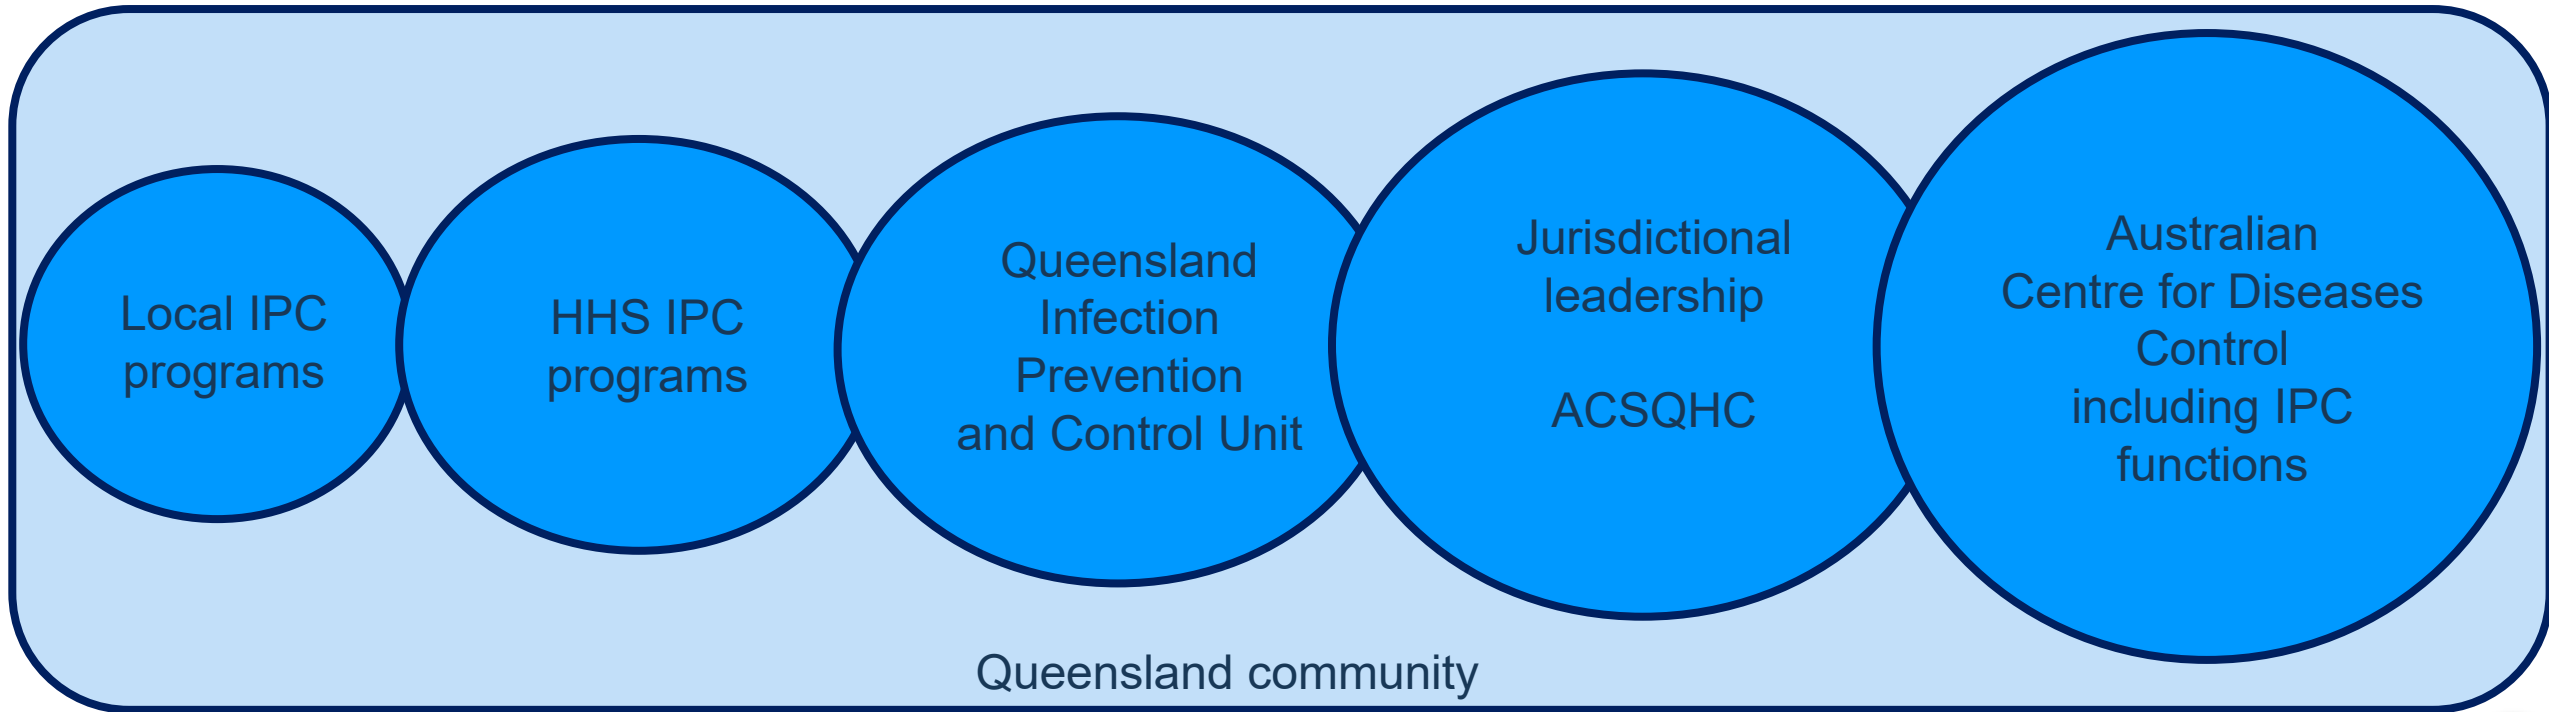 Local IPC
programs
HHS IPC
programs
Queensland
Infection
Prevention
and Control Unit
Jurisdictional
leadership
ACSQHC
Australian
Centre for Diseases
Control
including IPC
functions
Queensland community